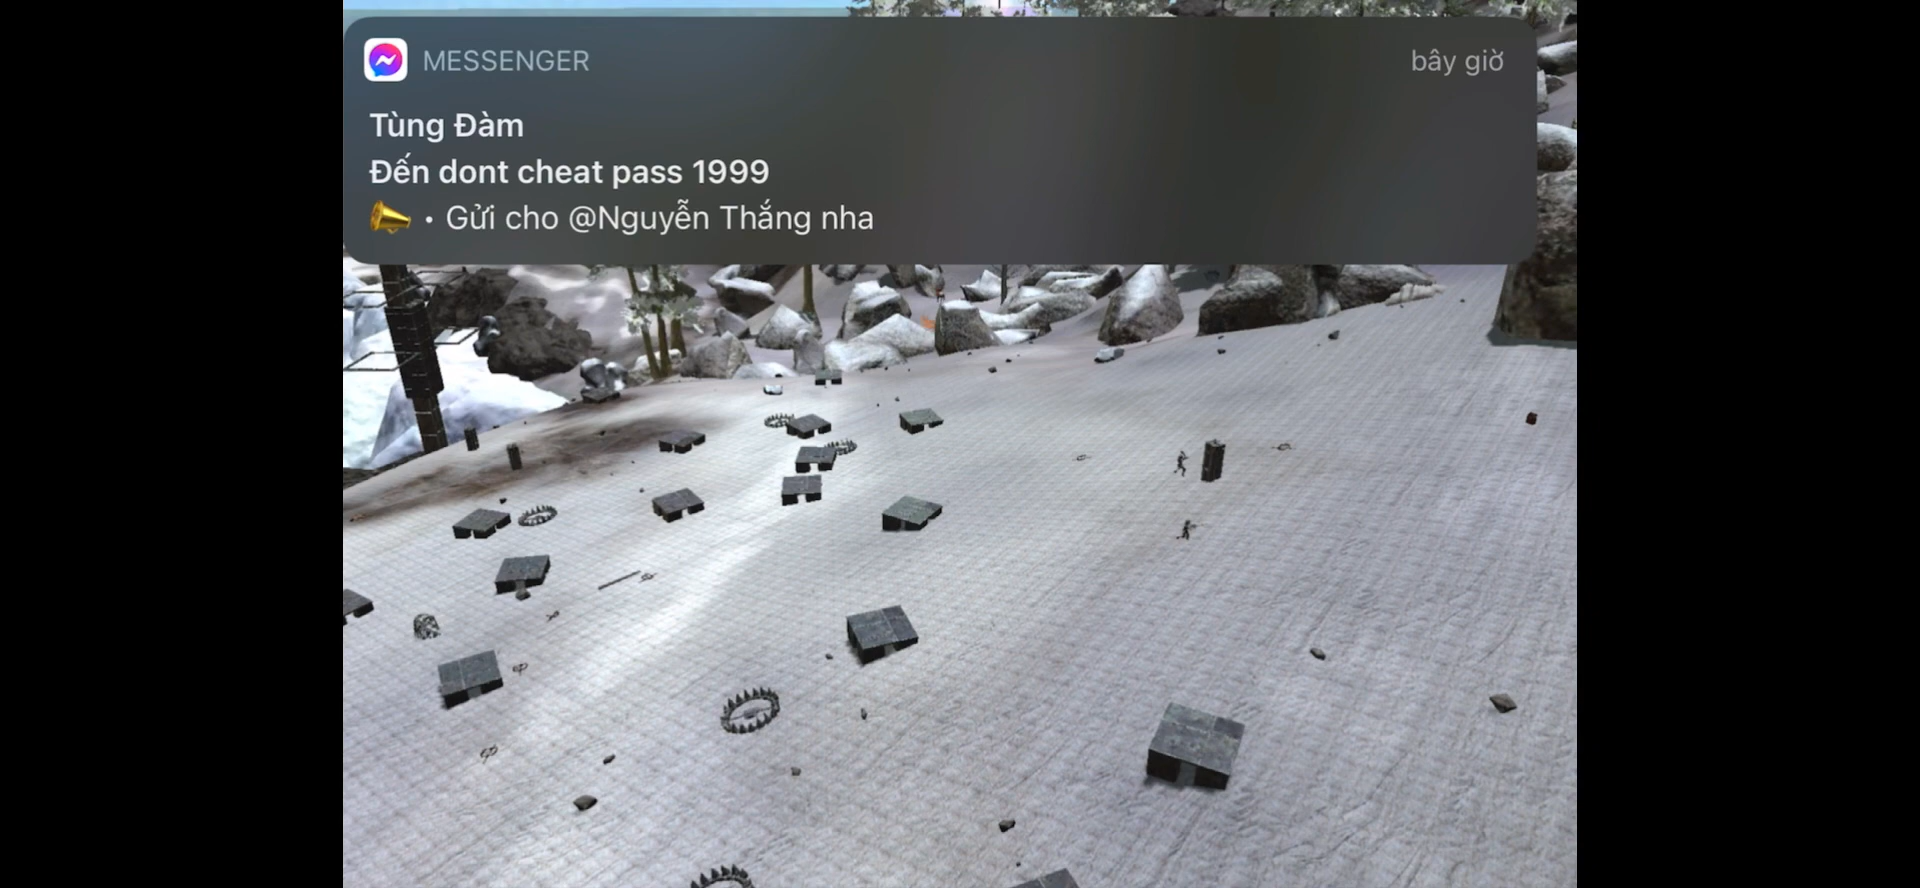 MESSENGER
bây giờ
Tùng Đàm
Đến dont cheat pass 1999
• Gửi cho @Nguyễn Thắng nha